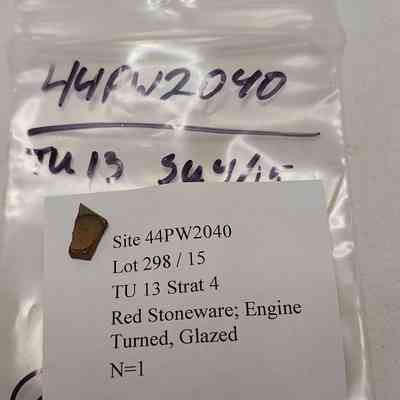 44PW2040
TU 13
Site 44PW2040
Lot 298 / 15
TU 13 Strat 4
Red Stoneware; Engine
Turned, Glazed
N=1